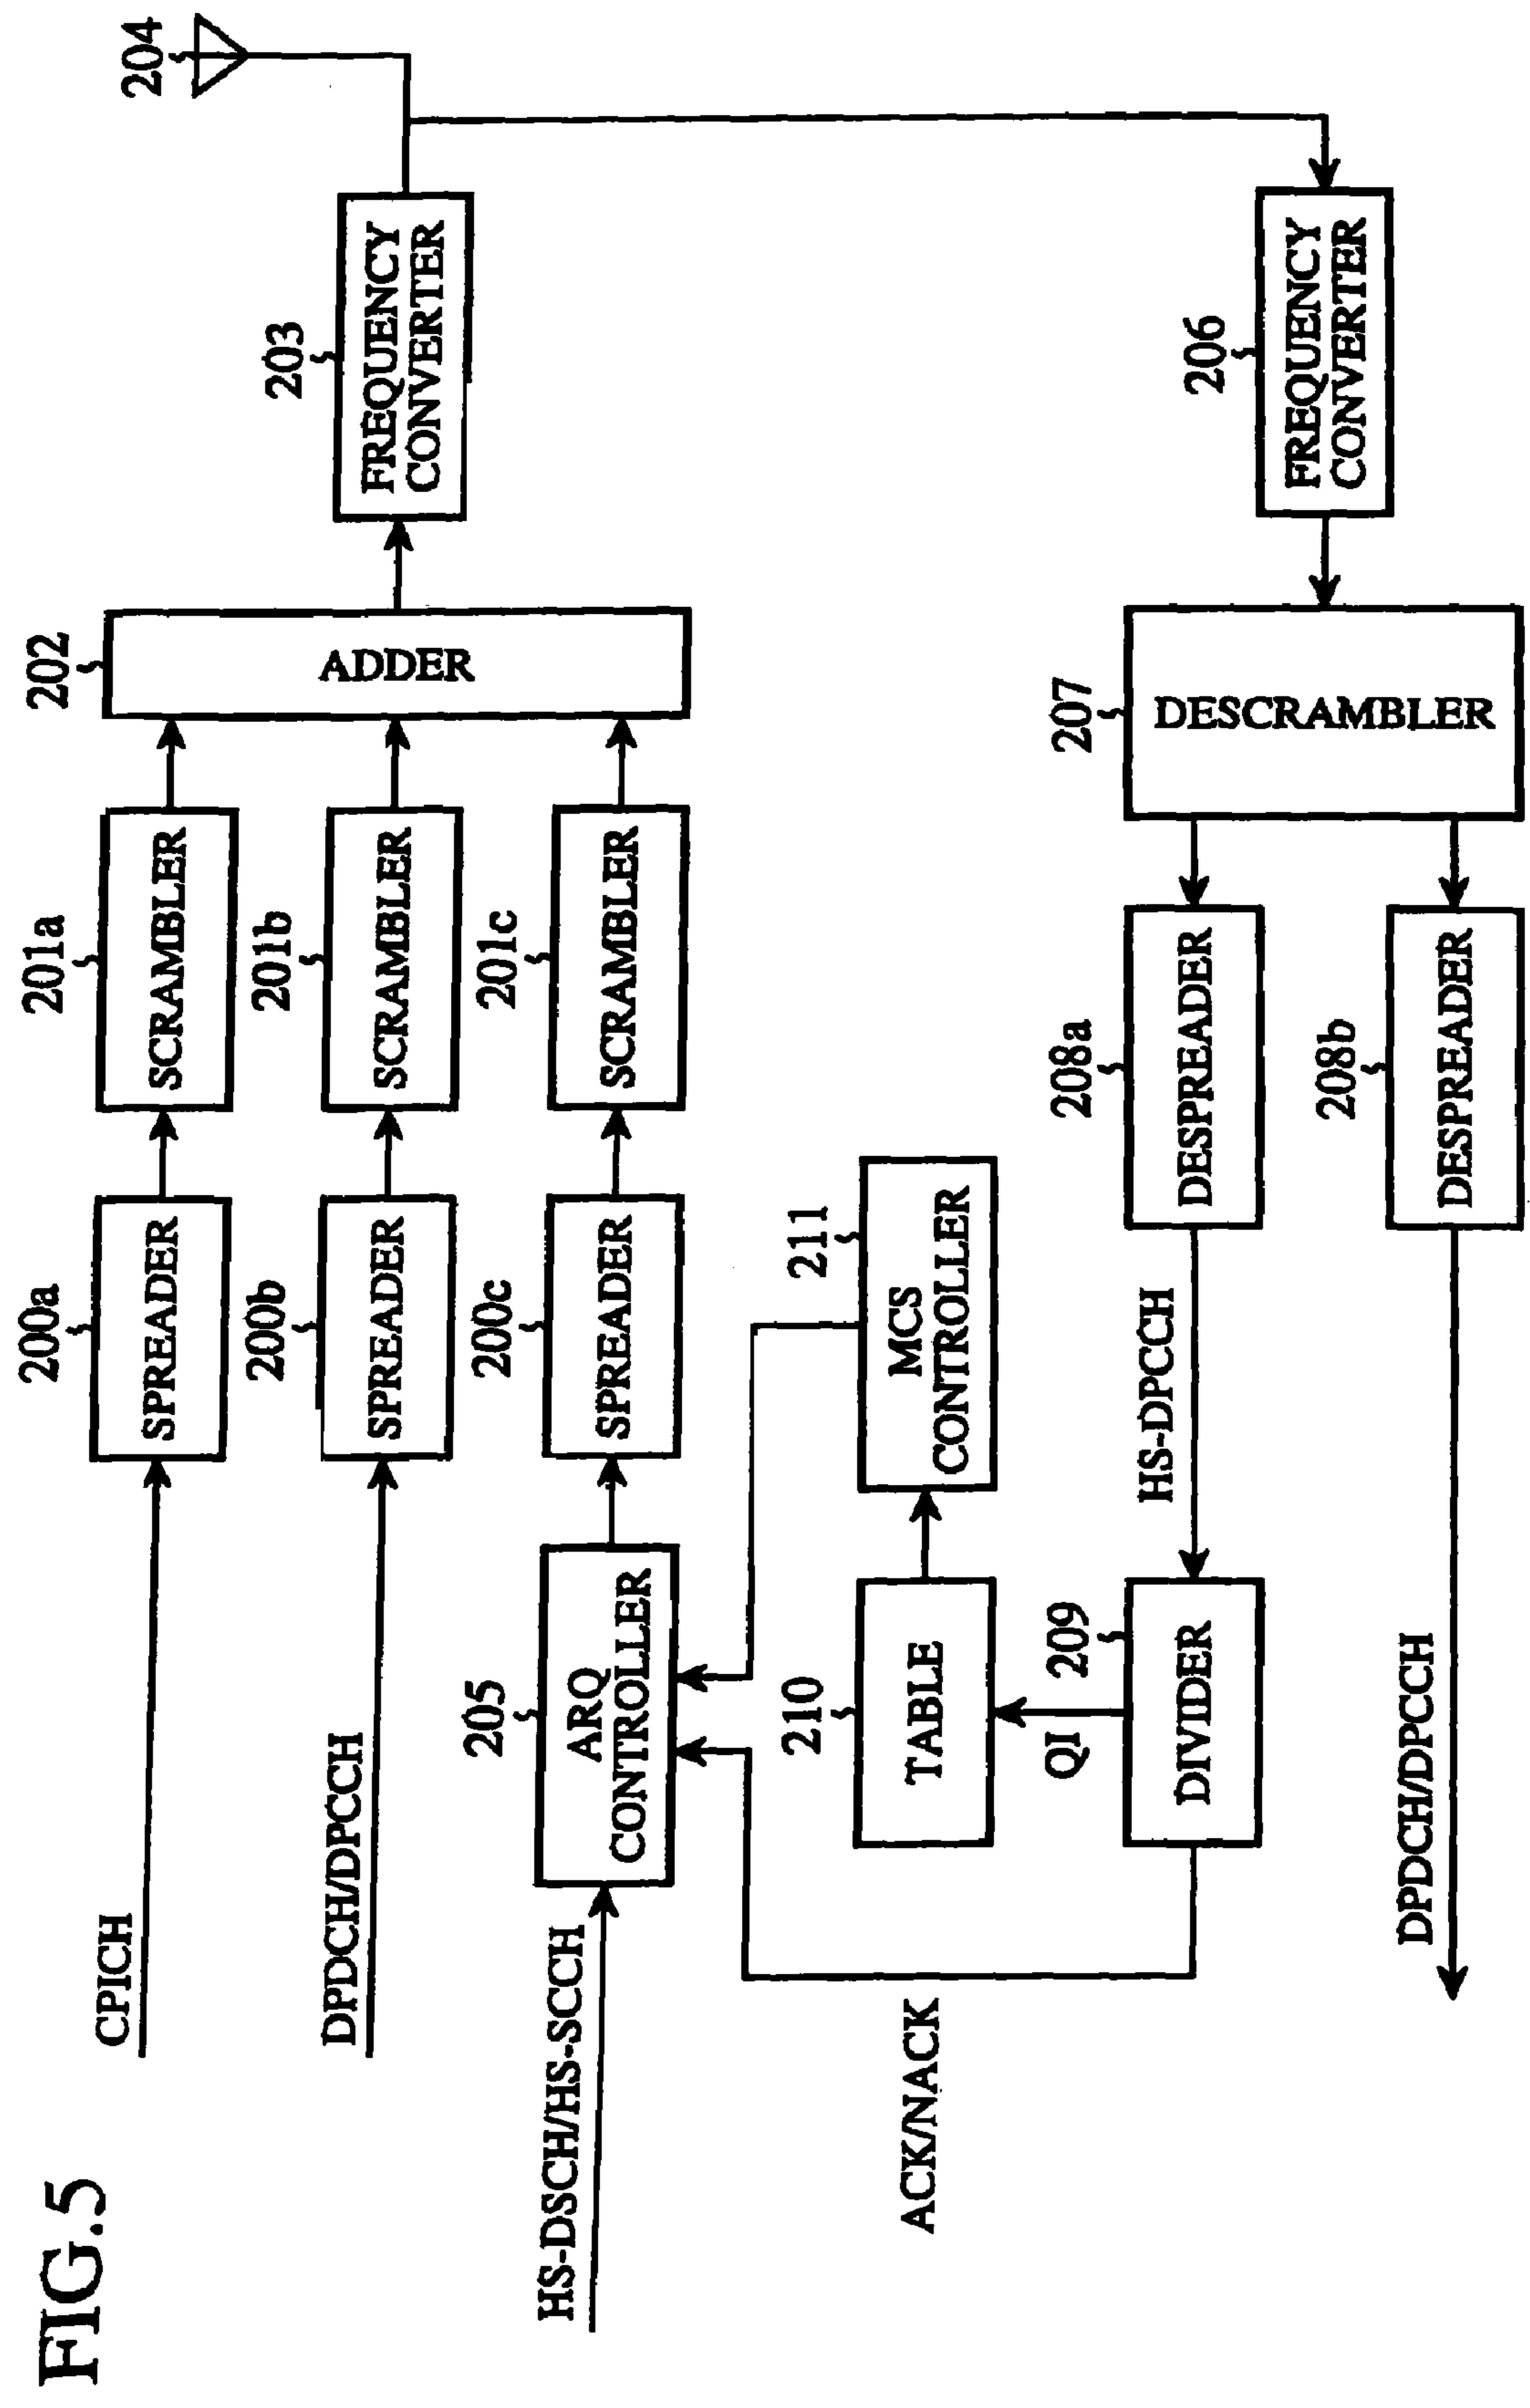 FIG.5
CPICH
200a
SPREADER
201a
SCRAMBLER
202
ADDER
203
FREQUENCY
CONVERTER
204
DPDCH/DPCCH
200b
SPREADER
201b
SCRAMBLER
HS-DSCH/HS-SCCH
205
ARQ
CONTROLLER
200c
SPREADER
201c
SCRAMBLER
ACK/NACK
210
TABLE
211
MCS
CONTROLLER
QI
209
DIVIDER
HS-DPCCH
208a
DESPREADER
207
DESCRAMBLER
206
FREQUENCY
CONVERTER
DPDCH/DPCCH
208b
DESPREADER